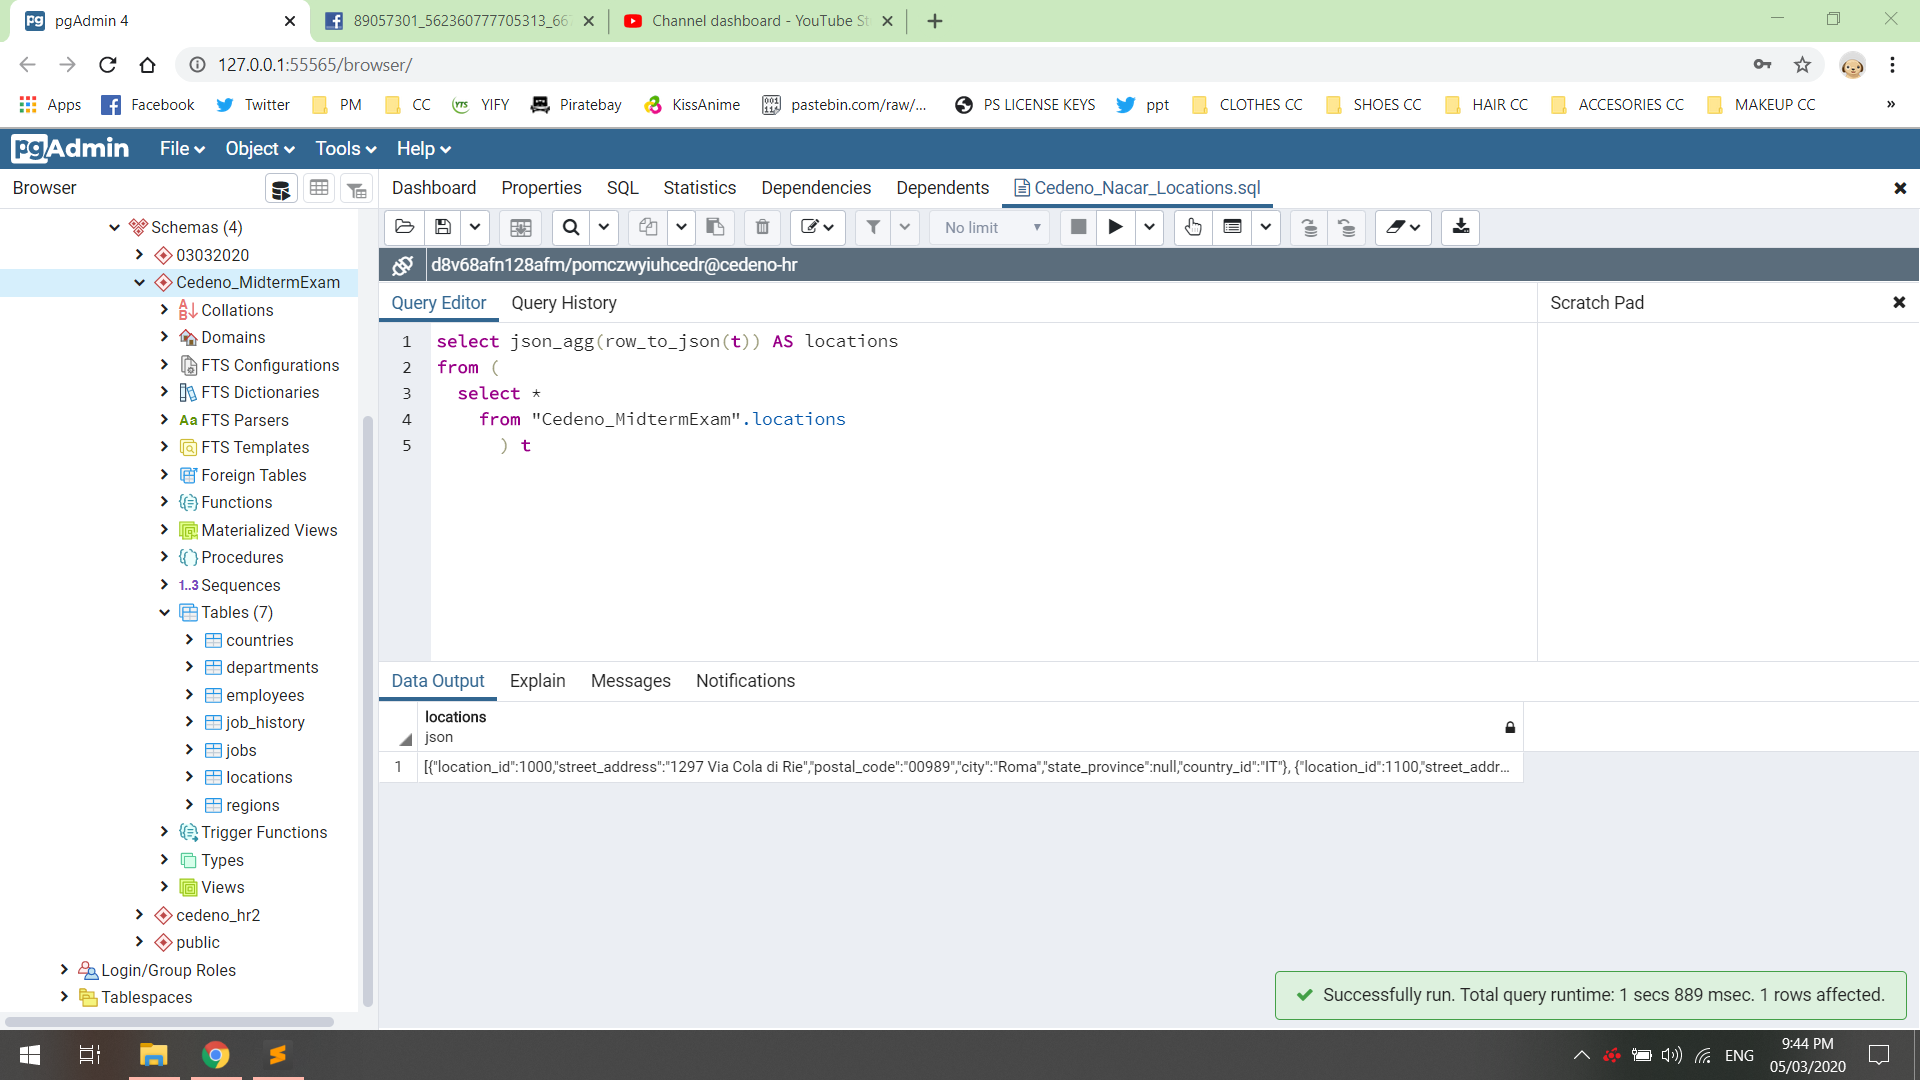 pgAdmin 4
89057301_562360777705313_66
Channel dashboard - YouTube St
127.0.0.1:55565/browser/
Apps
Facebook
Twitter
PM
CC
YIFY
Piratebay
KissAnime
pastebin.com/raw/...
PS LICENSE KEYS
ppt
CLOTHES CC
SHOES CC
HAIR CC
ACCESORIES CC
MAKEUP CC
»
pgAdmin
File
Object
Tools
Help
Browser
Dashboard
Properties
SQL
Statistics
Dependencies
Dependents
Cedeno_Nacar_Locations.sql
No limit
d8v68afn128afm/pomczwyiuhcedr@cedeno-hr
Query Editor
Query History
Scratch Pad
Schemas (4)
03032020
Cedeno_MidtermExam
Collations
Domains
FTS Configurations
FTS Dictionaries
Aa FTS Parsers
FTS Templates
Foreign Tables
Functions
Materialized Views
Procedures
1..3 Sequences
Tables (7)
countries
departments
employees
job_history
jobs
locations
regions
Trigger Functions
Types
Views
cedeno_hr2
public
Login/Group Roles
Tablespaces
1 select json_agg(row_to_json(t)) AS locations
2 from (
3 select *
4 from "Cedeno_MidtermExam".locations
5 ) t
Data Output
Explain
Messages
Notifications
locations
json
1 [{"location_id":1000,"street_address":"1297 Via Cola di Rie","postal_code":"00989","city":"Roma","state_province":null,"country_id":"IT"}, {"location_id":1100,"street_addr...
Successfully run. Total query runtime: 1 secs 889 msec. 1 rows affected.
ENG
9:44 PM
05/03/2020